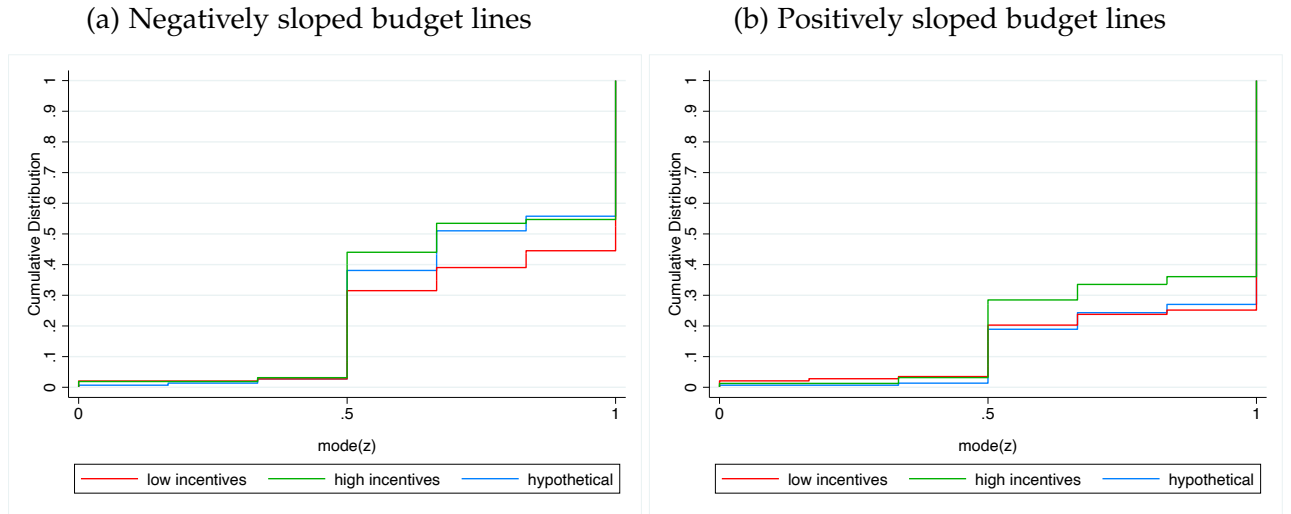 (a) Negatively sloped budget lines
Cumulative Distribution
1
.9
.8
.7
.6
.5
.4
.3
.2
.1
0
0 .5 1
mode(z)
low incentives high incentives hypothetical
(b) Positively sloped budget lines
Cumulative Distribution
1
.9
.8
.7
.6
.5
.4
.3
.2
.1
0
0 .5 1
mode(z)
low incentives high incentives hypothetical